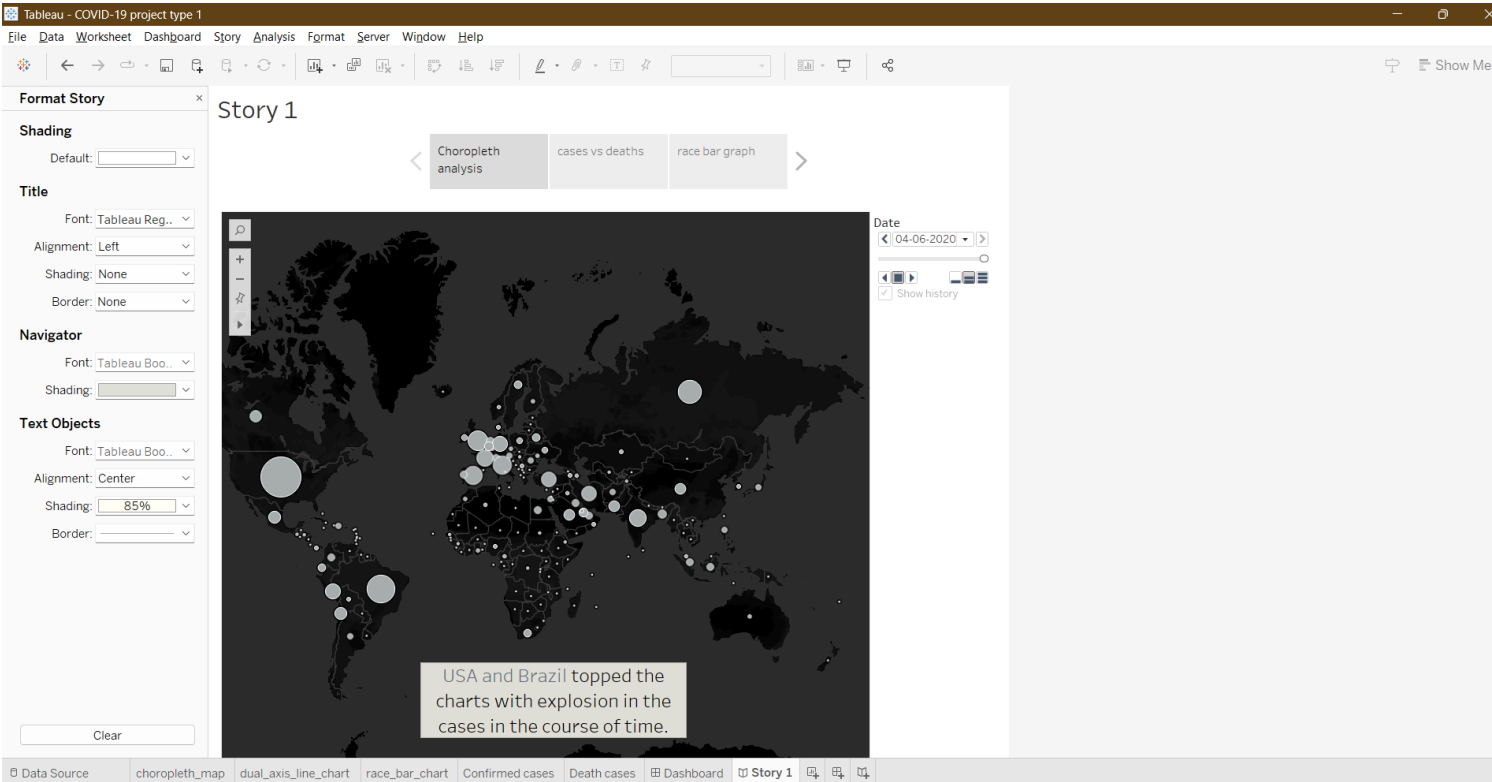 Tableau - COVID-19 project type 1
File Data Worksheet Dashboard Story Analysis Format Server Window Help
Show Me
Format Story
Shading
Default:
Title
Font: Tableau Reg..
Alignment: Left
Shading: None
Border: None
Navigator
Font: Tableau Boo..
Shading:
Text Objects
Font: Tableau Boo..
Alignment: Center
Shading: 85%
Border:
Clear
Story 1
Choropleth
analysis
cases vs deaths
race bar graph
Date
04-06-2020
Show history
USA and Brazil topped the
charts with explosion in the
cases in the course of time.
Data Source choropleth_map dual_axis_line_chart race_bar_chart Confirmed cases Death cases Dashboard Story 1